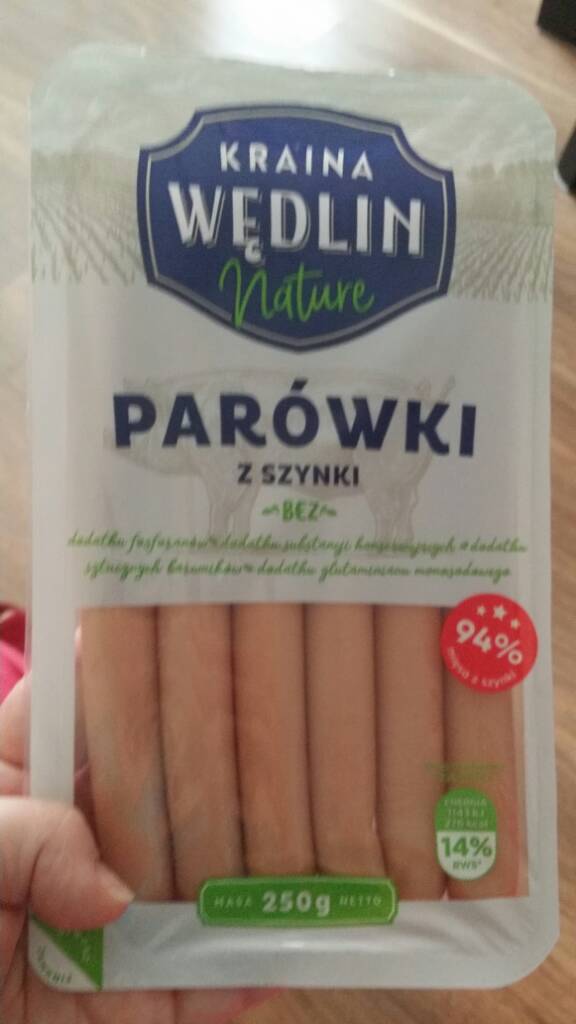 KRAINA
WĘDLIN
Nature
PARÓWKI
Z SZYNKI
BEZ
dodatku fosforanów dodatku substancji konserwujących dodatku
sztucznych barwników dodatku glutaminianu monosodowego
94%
mięsa z szynki
ENERGIA
14%
RWS*
MASA 250g NETTO